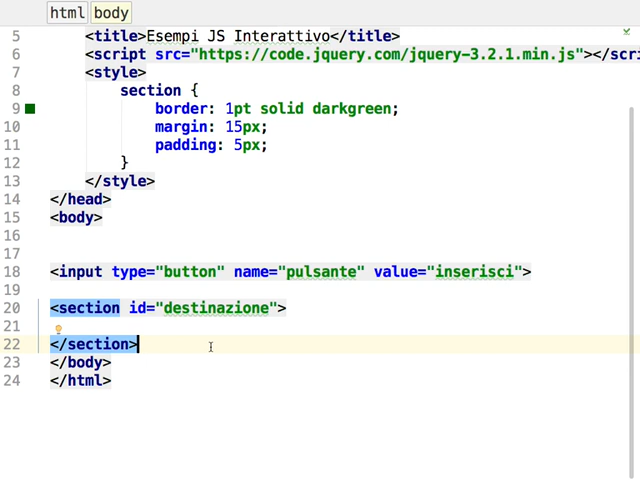 html body
5 <title>Esempi JS Interattivo</title>
6 <script src="https://code.jquery.com/jquery-3.2.1.min.js"></scri
7 <style>
8 section {
9 border: 1pt solid darkgreen;
10 margin: 15px;
11 padding: 5px;
12 }
13 </style>
14 </head>
15 <body>
16
17
18 <input type="button" name="pulsante" value="inserisci">
19
20 <section id="destinazione">
21
22 </section>
23 </body>
24 </html>